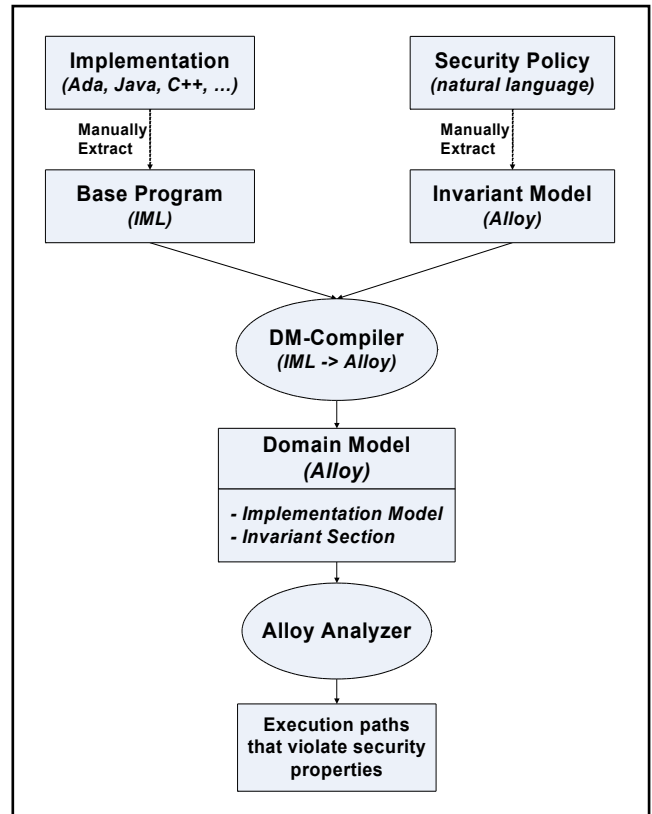 Implementation
(Ada, Java, C++, …)
Security Policy
(natural language)
Manually
Extract
Manually
Extract
Base Program
(IML)
Invariant Model
(Alloy)
DM-Compiler
(IML -> Alloy)
Domain Model
(Alloy)
- Implementation Model
- Invariant Section
Alloy Analyzer
Execution paths
that violate security
properties